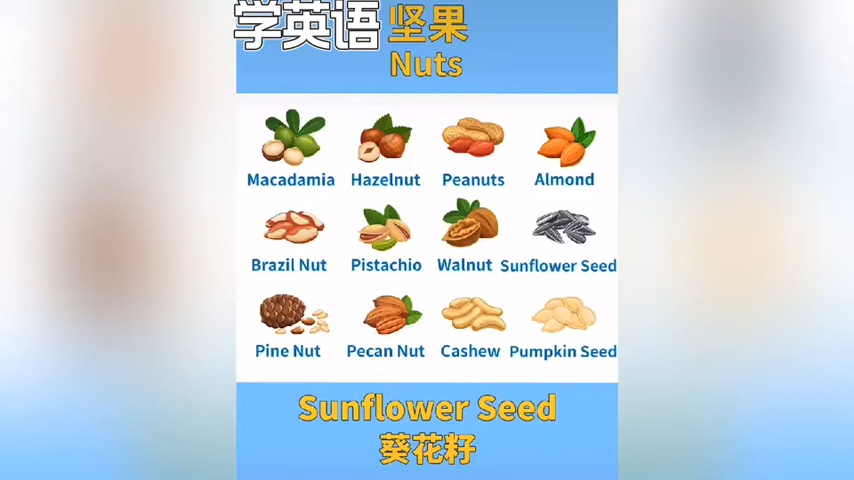 学英语 坚果
Nuts
Macadamia Hazelnut Peanuts Almond
Brazil Nut Pistachio Walnut Sunflower Seed
Pine Nut Pecan Nut Cashew Pumpkin Seed
Sunflower Seed
葵花籽